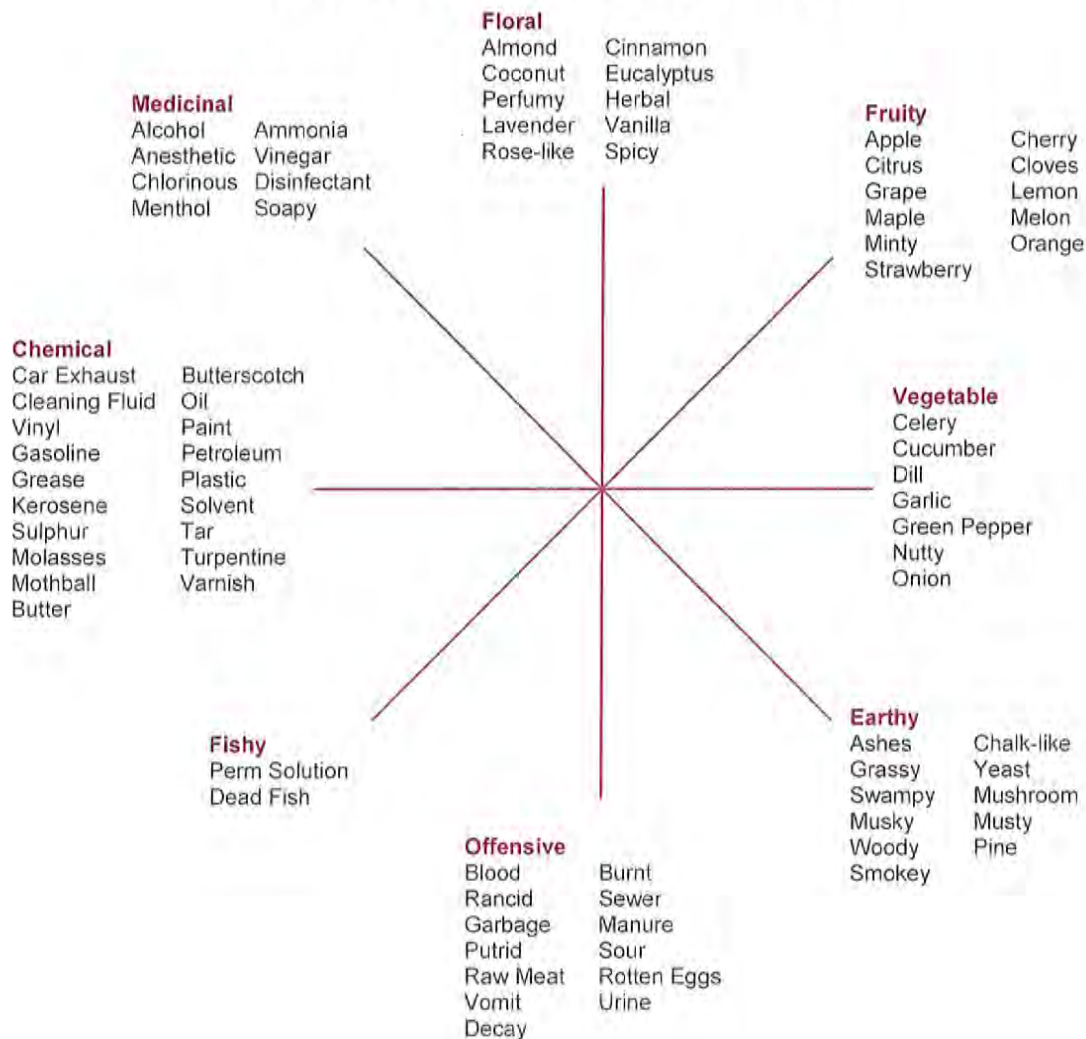 Floral
Almond Cinnamon
Coconut Eucalyptus
Perfumy Herbal
Lavender Vanilla
Rose-like Spicy
Medicinal
Alcohol Ammonia
Anesthetic Vinegar
Chlorinous Disinfectant
Menthol Soapy
Fruity
Apple Cherry
Citrus Cloves
Grape Lemon
Maple Melon
Minty Orange
Strawberry
Chemical
Car Exhaust Butterscotch
Cleaning Fluid Oil
Vinyl Paint
Gasoline Petroleum
Grease Plastic
Kerosene Solvent
Sulphur Tar
Molasses Turpentine
Mothball Varnish
Butter
Vegetable
Celery
Cucumber
Dill
Garlic
Green Pepper
Nutty
Onion
Fishy
Perm Solution
Dead Fish
Earthy
Ashes Chalk-like
Grassy Yeast
Swampy Mushroom
Musky Musty
Woody Pine
Smokey
Offensive
Blood Burnt
Rancid Sewer
Garbage Manure
Putrid Sour
Raw Meat Rotten Eggs
Vomit Urine
Decay